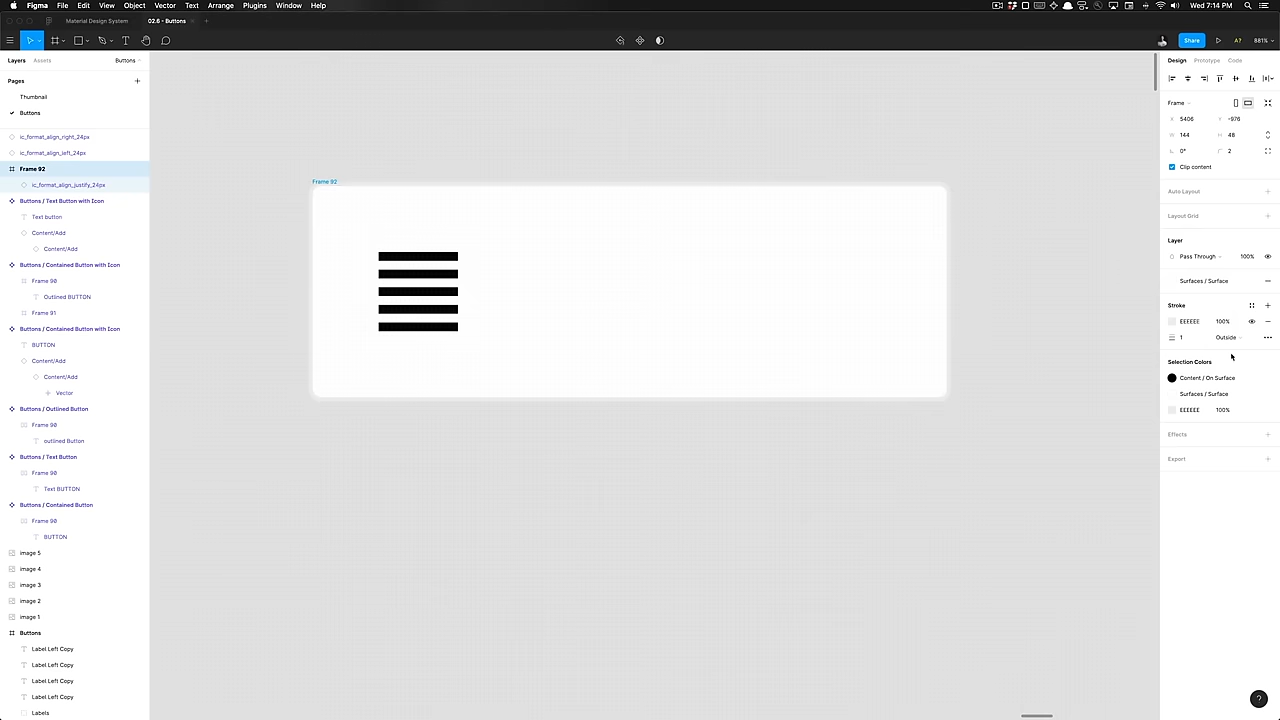 Figma File Edit View Object Vector Text Arrange Plugins Window Help Wed 7:14 PM
Material Design System 02.6 - Buttons
Share A? 881%
Layers Assets Buttons
Pages
Thumbnail
Buttons
ic_format_align_right_24px
ic_format_align_left_24px
Frame 92
ic_format_align_justify_24px
Buttons / Text Button with Icon
Text button
Content/Add
Content/Add
Buttons / Contained Button with Icon
Frame 90
Outlined BUTTON
Frame 91
Buttons / Contained Button with Icon
BUTTON
Content/Add
Content/Add
Vector
Buttons / Outlined Button
Frame 90
outlined Button
Buttons / Text Button
Frame 90
Text BUTTON
Buttons / Contained Button
Frame 90
BUTTON
image 5
image 4
image 3
image 2
image 1
Buttons
Label Left Copy
Label Left Copy
Label Left Copy
Label Left Copy
Labels
Frame 92
Design Prototype Code
Frame
X 5406 Y -976
W 144 H 48
0° 2
Clip content
Auto Layout
Layout Grid
Layer
Pass Through 100%
Surfaces / Surface
Stroke
EEEEEE 100%
1 Outside
Selection Colors
Content / On Surface
Surfaces / Surface
EEEEEE 100%
Effects
Export
?